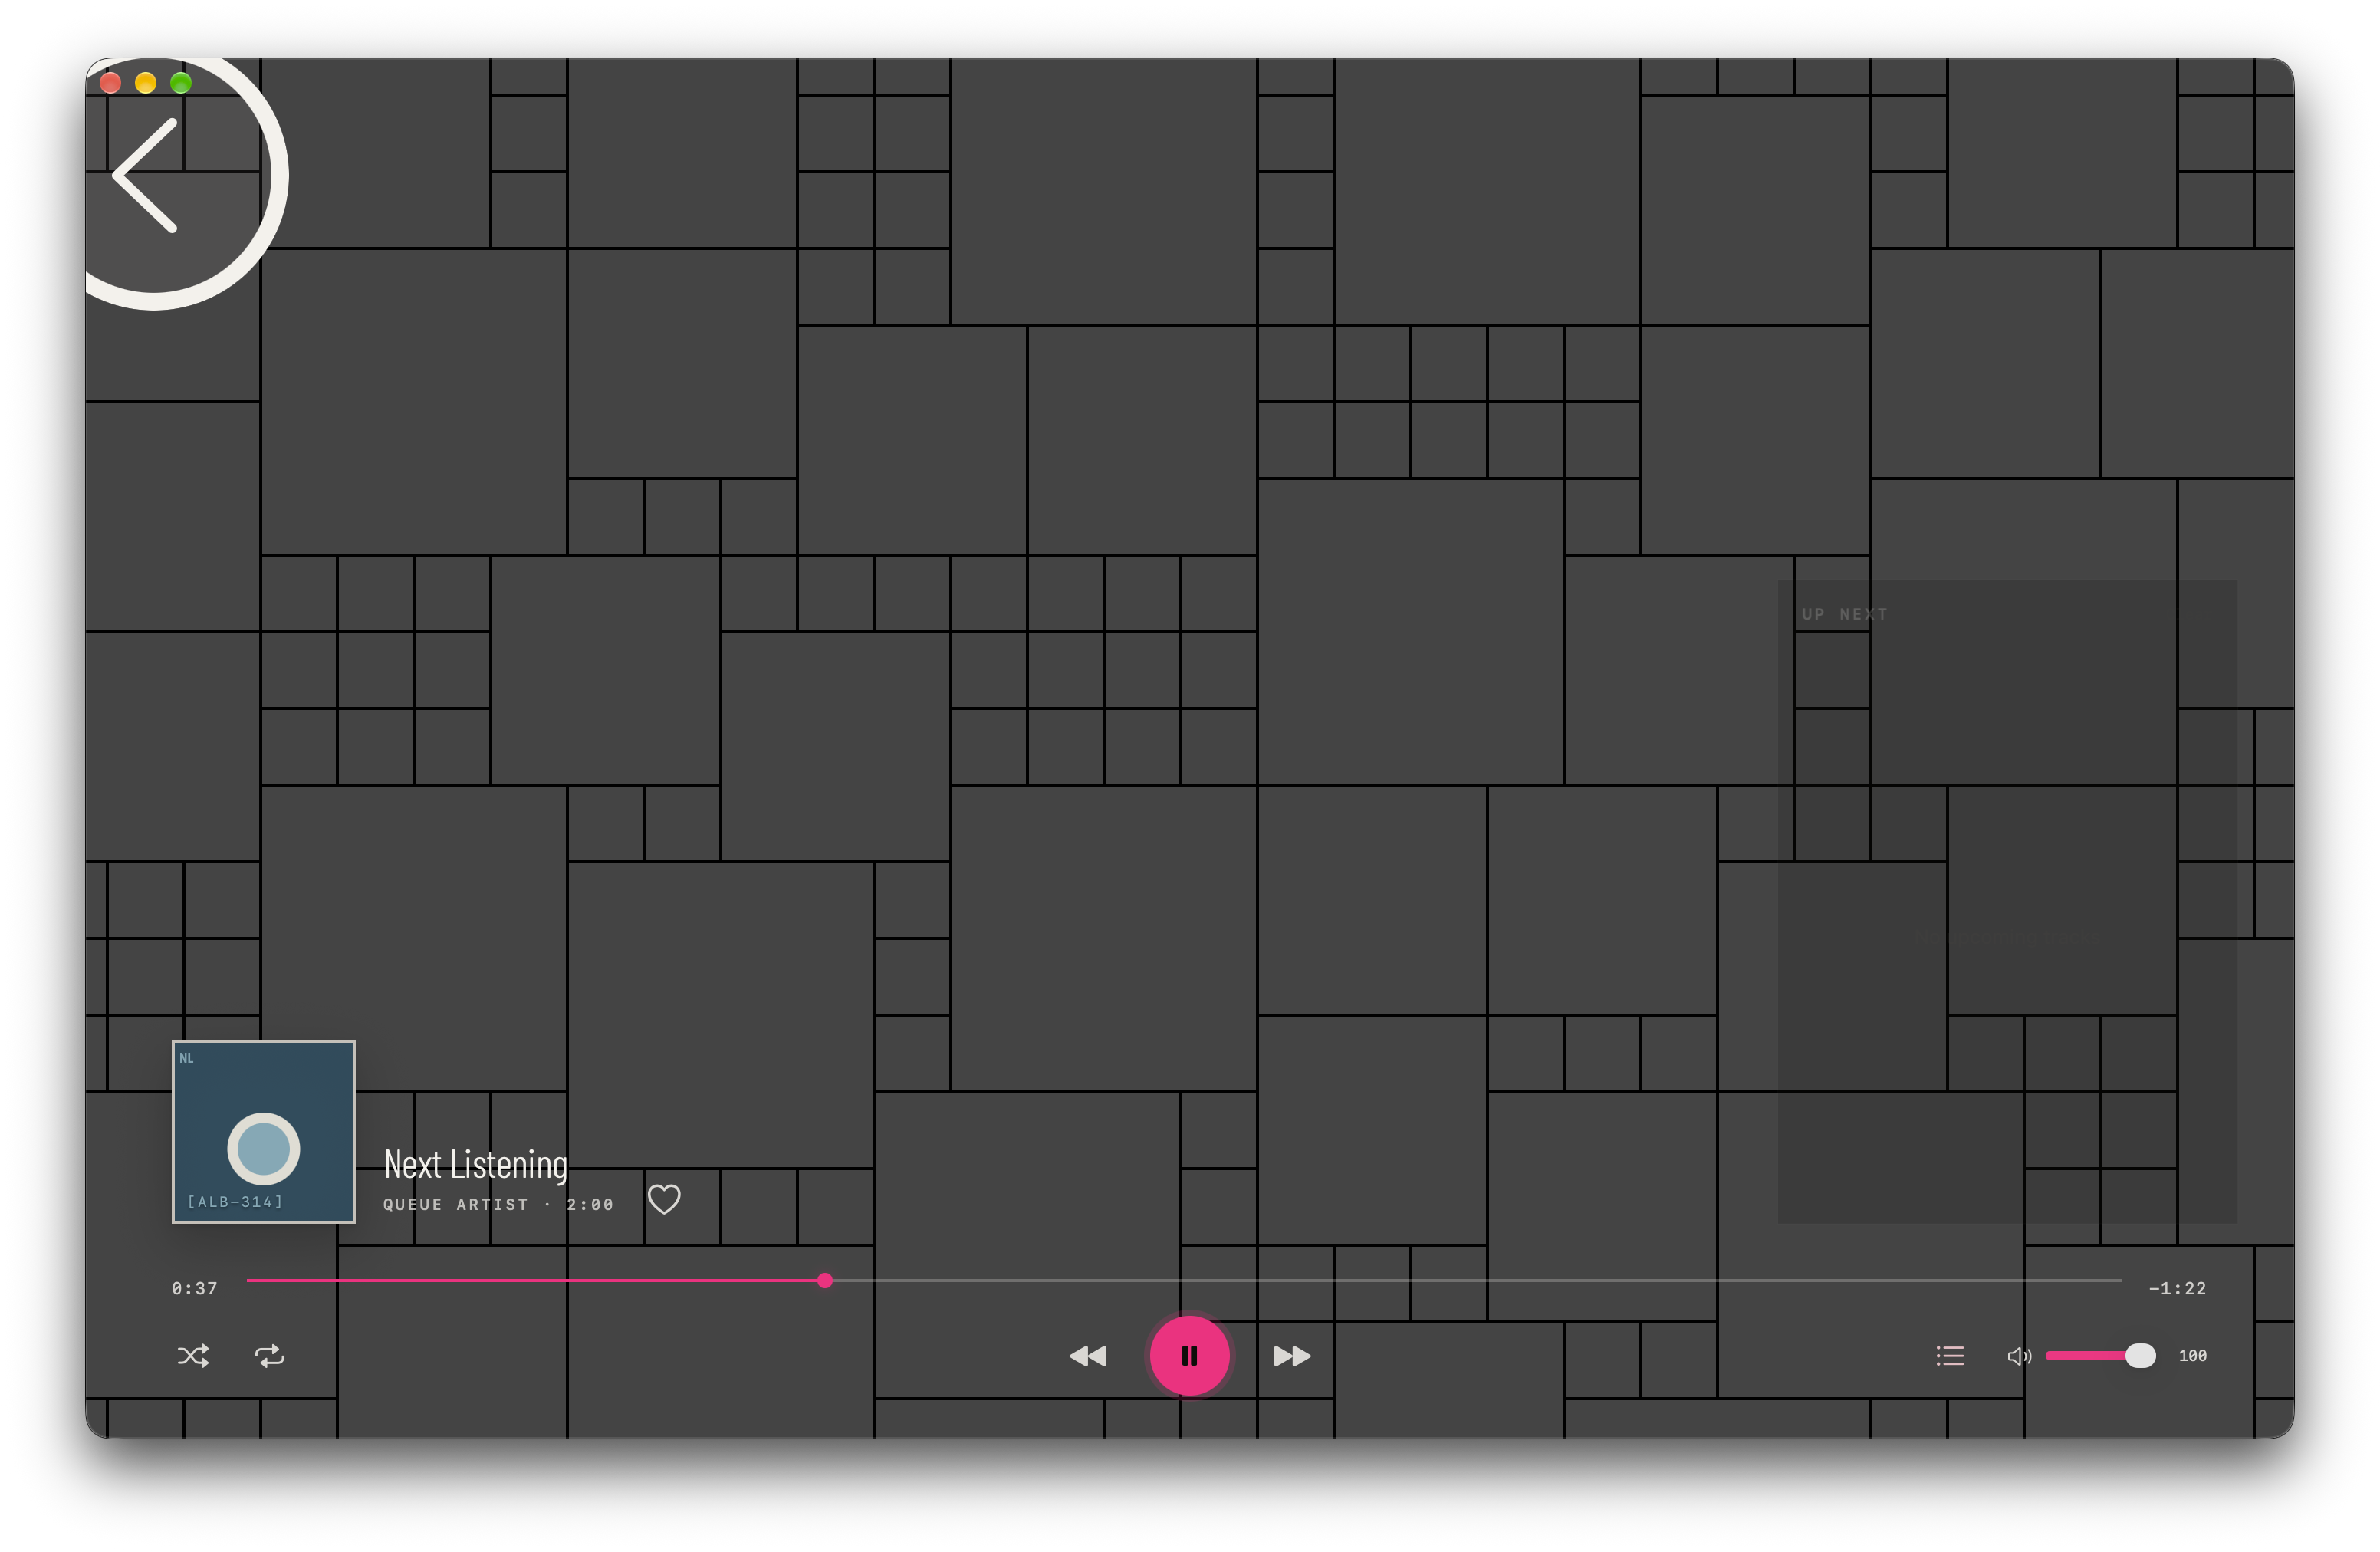 UP NEXT
NL
[ALB—314]
Next Listening
QUEUE ARTIST · 2:00
0:37
—1:22
100